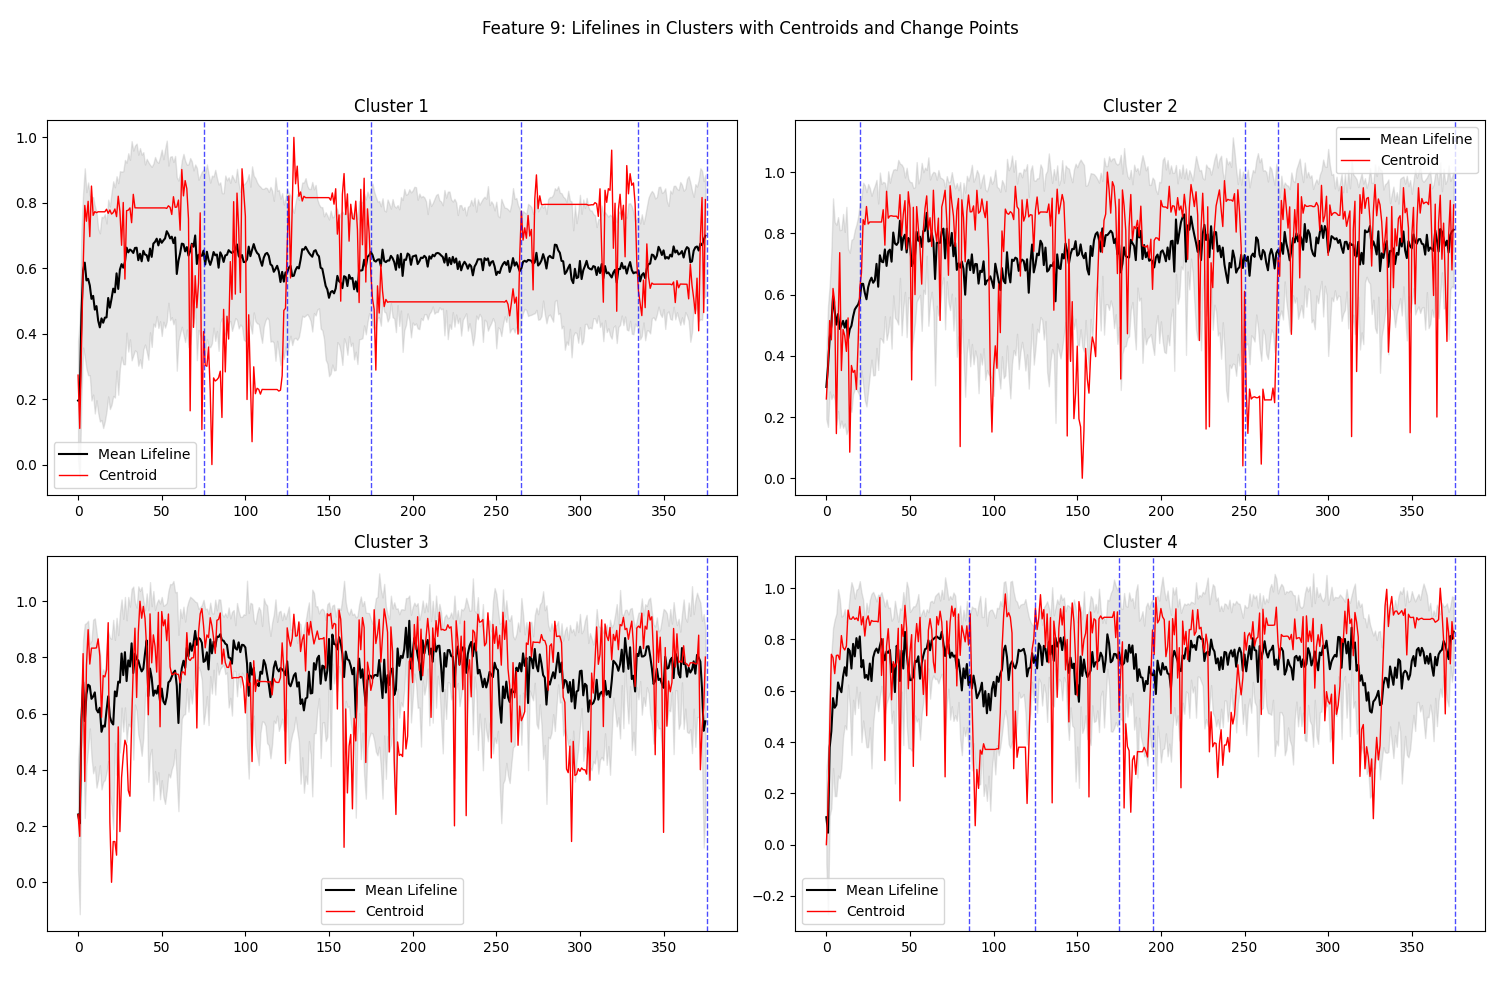 Feature 9: Lifelines in Clusters with Centroids and Change Points
Cluster 1
1.0
0.8
0.6
0.4
0.2
0.0
Mean Lifeline
Centroid
0 50 100 150 200 250 300 350
Cluster 2
1.0
0.8
0.6
0.4
0.2
0.0
Mean Lifeline
Centroid
0 50 100 150 200 250 300 350
Cluster 3
1.0
0.8
0.6
0.4
0.2
0.0
Mean Lifeline
Centroid
0 50 100 150 200 250 300 350
Cluster 4
1.0
0.8
0.6
0.4
0.2
0.0
−0.2
Mean Lifeline
Centroid
0 50 100 150 200 250 300 350